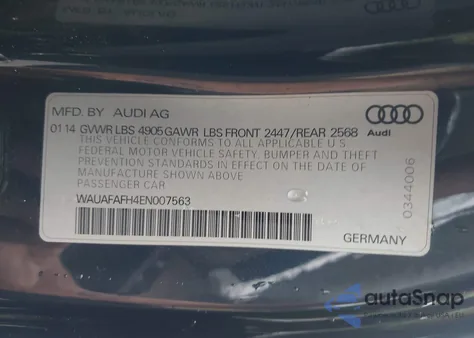 MFD. BY AUDI AG
01 14 GVWR LBS 4905 GAWR LBS FRONT 2447/REAR 2568
Audi
THIS VEHICLE CONFORMS TO ALL APPLICABLE U S
FEDERAL MOTOR VEHICLE SAFETY, BUMPER AND THEFT
PREVENTION STANDARDS IN EFFECT ON THE DATE OF
MANUFACTURE SHOWN ABOVE
PASSENGER CAR
WAUAFAFH4EN007563
GERMANY
0344006
autoSnap